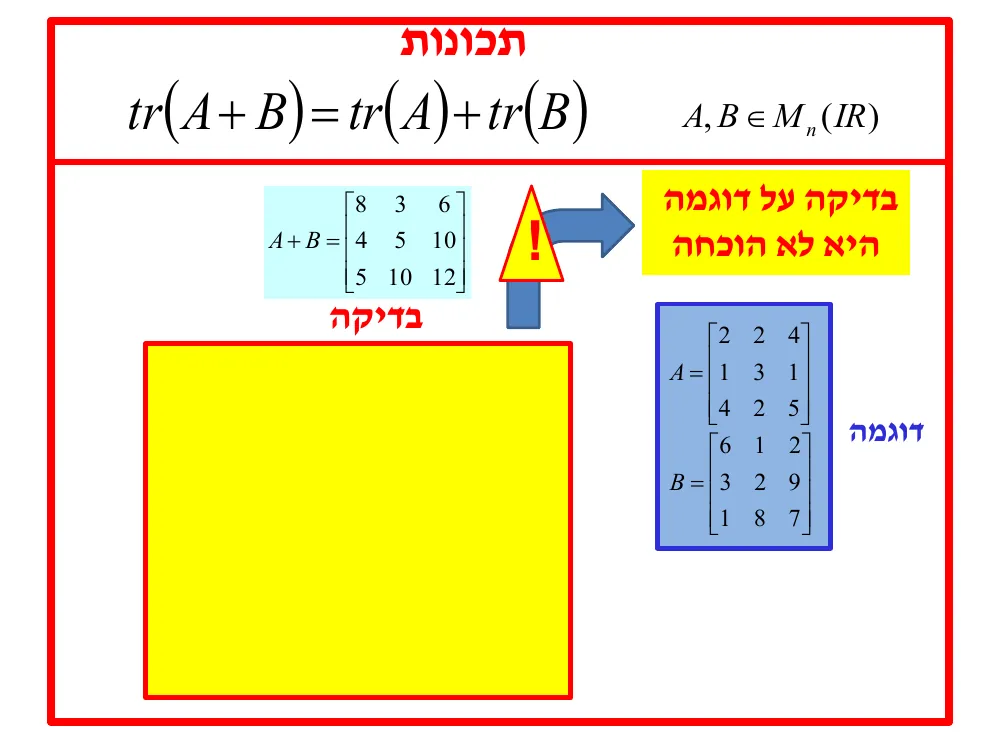 תכונות
tr(A + B) = tr(A) + tr(B)
A, B ∈ M_n (IR)
A + B = [8 3 6
4 5 10
5 10 12]
!
בדיקה על דוגמה
היא לא הוכחה
בדיקה
A = [2 2 4
1 3 1
4 2 5]
B = [6 1 2
3 2 9
1 8 7]
דוגמה